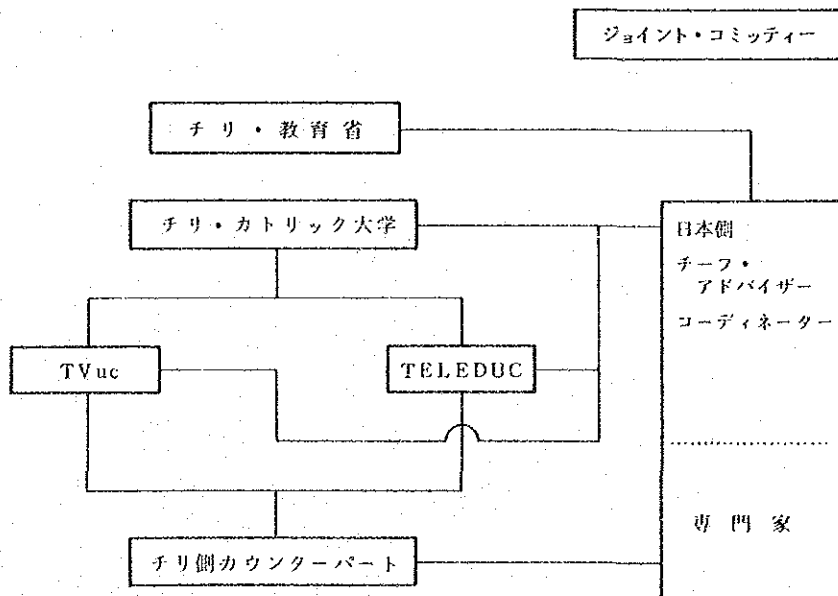 ジョイント・コミッティー
チリ・教育省
チリ・カトリック大学
日本側
チーフ・
アドバイザー
コーディネーター
TVuc
TELEDUC
専門家
チリ側カウンターパート